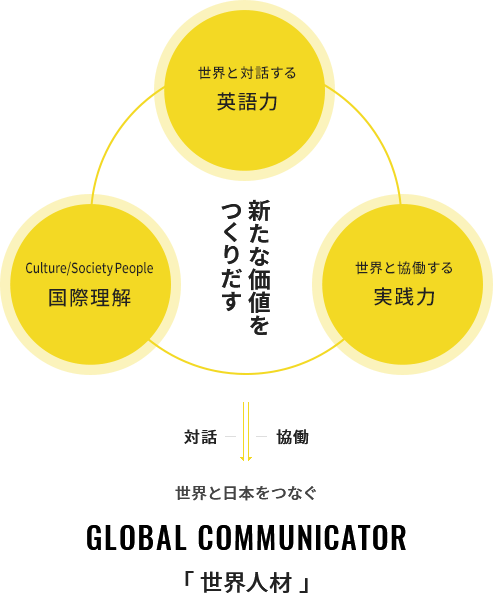 世界と対話する
英語力
新たな価値を
つくりだす
Culture/Society People
国際理解
世界と協働する
実践力
対話
協働
世界と日本をつなぐ
GLOBAL COMMUNICATOR
「 世界人材 」